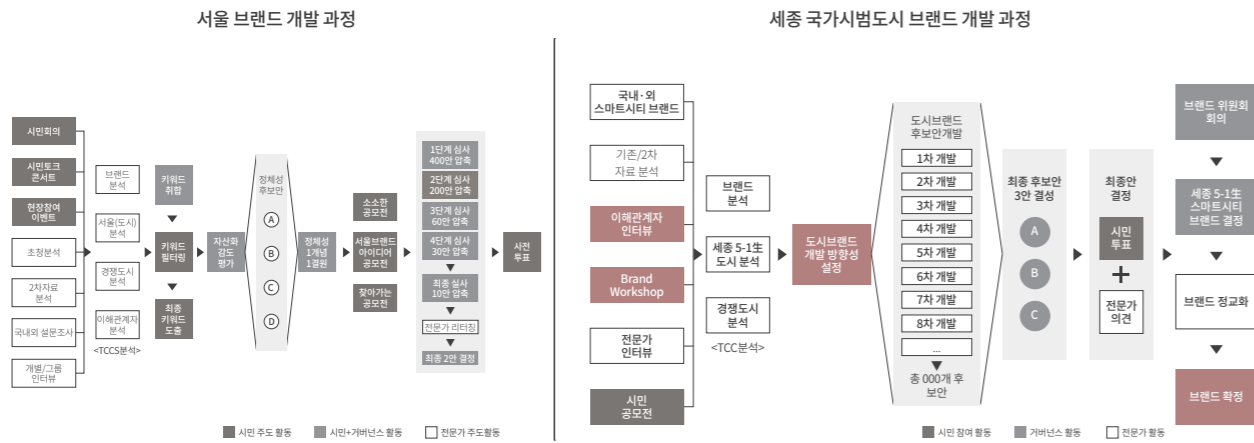 서울 브랜드 개발 과정
시민회의
시민토크
콘서트
현장참여
이벤트
초청분석
2차자료
분석
국내외 설문조사
개별/그룹
인터뷰
브랜드
분석
서울(도시)
분석
경쟁도시
분석
이해관계자
분석
<TCCS분석>
키워드
취합
키워드
필터링
최종
키워드
도출
자산화
감도
평가
정체성
후보안
A
B
C
D
정체성
1개념
1결원
소소한
공모전
서울브랜드
아이디어
공모전
찾아가는
공모전
1단계 심사
400안 압축
2단계 심사
200안 압축
3단계 심사
60안 압축
4단계 심사
30안 압축
최종 실사
10안 압축
전문가 리터칭
최종 2안 결정
사전
투표
시민 주도 활동
시민+거버넌스 활동
전문가 주도활동
세종 국가시범도시 브랜드 개발 과정
국내·외
스마트시티 브랜드
기존/2차
자료 분석
이해관계자
인터뷰
Brand
Workshop
전문가
인터뷰
시민
공모전
브랜드
분석
세종 5-1生
도시 분석
경쟁도시
분석
<TCC분석>
도시브랜드
개발 방향성
설정
도시브랜드
후보안개발
1차 개발
2차 개발
3차 개발
4차 개발
5차 개발
6차 개발
7차 개발
8차 개발
...
총 000개 후
보안
최종 후보안
3안 결성
A
B
C
최종안
결정
시민
투표
+
전문가
의견
브랜드 위원회
회의
세종 5-1生
스마트시티
브랜드 결정
브랜드 정교화
브랜드 확정
시민 참여 활동
거버넌스 활동
전문가 활동